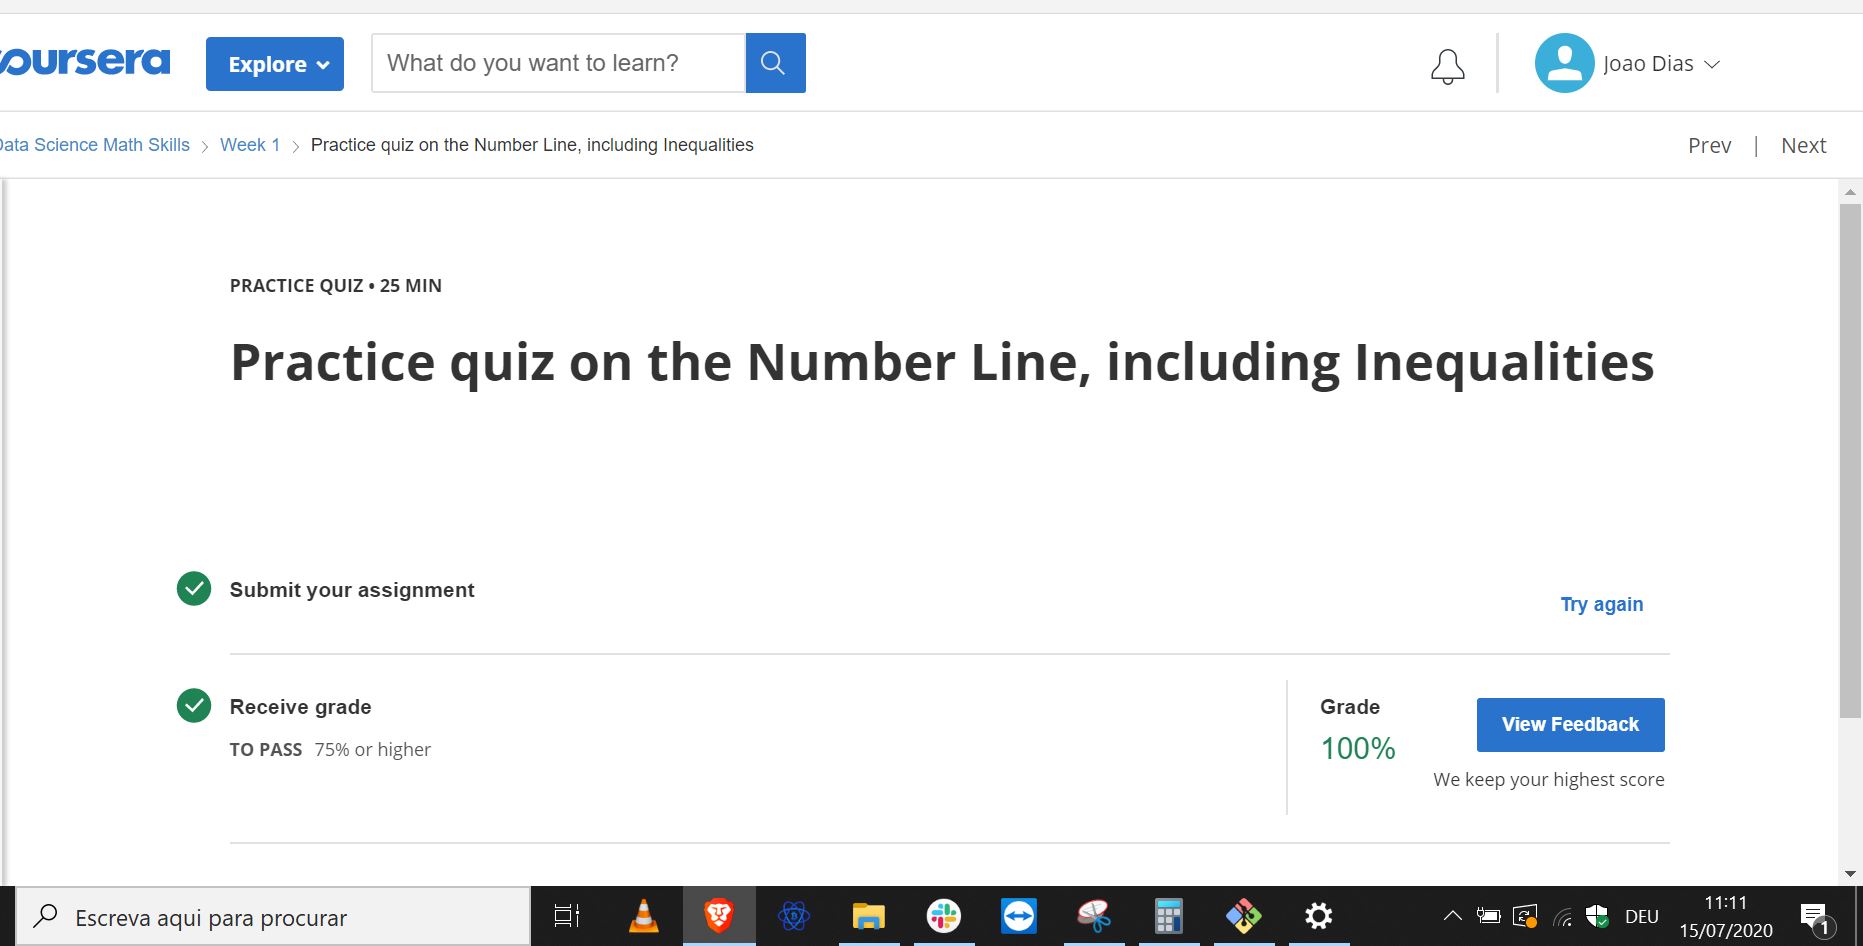 oursera
Explore
What do you want to learn?
Joao Dias
Data Science Math Skills > Week 1 > Practice quiz on the Number Line, including Inequalities
Prev | Next
PRACTICE QUIZ • 25 MIN
Practice quiz on the Number Line, including Inequalities
Submit your assignment
Try again
Receive grade
TO PASS 75% or higher
Grade
100%
View Feedback
We keep your highest score
Escreva aqui para procurar
DEU
11:11
15/07/2020
1